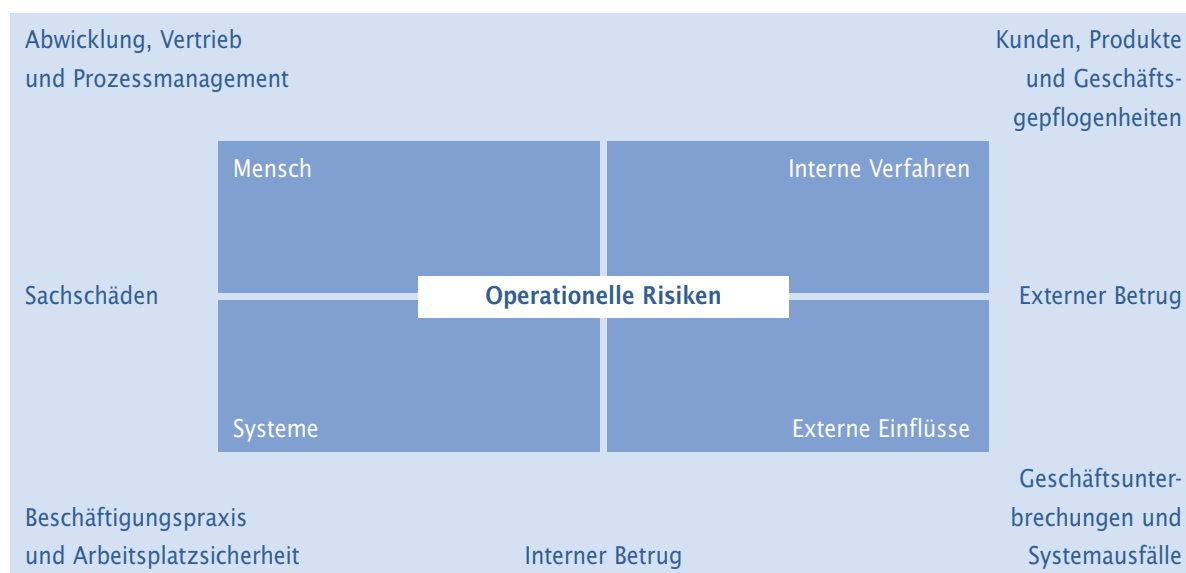 Abwicklung, Vertrieb
und Prozessmanagement
Kunden, Produkte
und Geschäfts-
gepflogenheiten
Mensch
Interne Verfahren
Sachschäden
Operationelle Risiken
Externer Betrug
Systeme
Externe Einflüsse
Beschäftigungspraxis
und Arbeitsplatzsicherheit
Interner Betrug
Geschäftsunter-
brechungen und
Systemausfälle